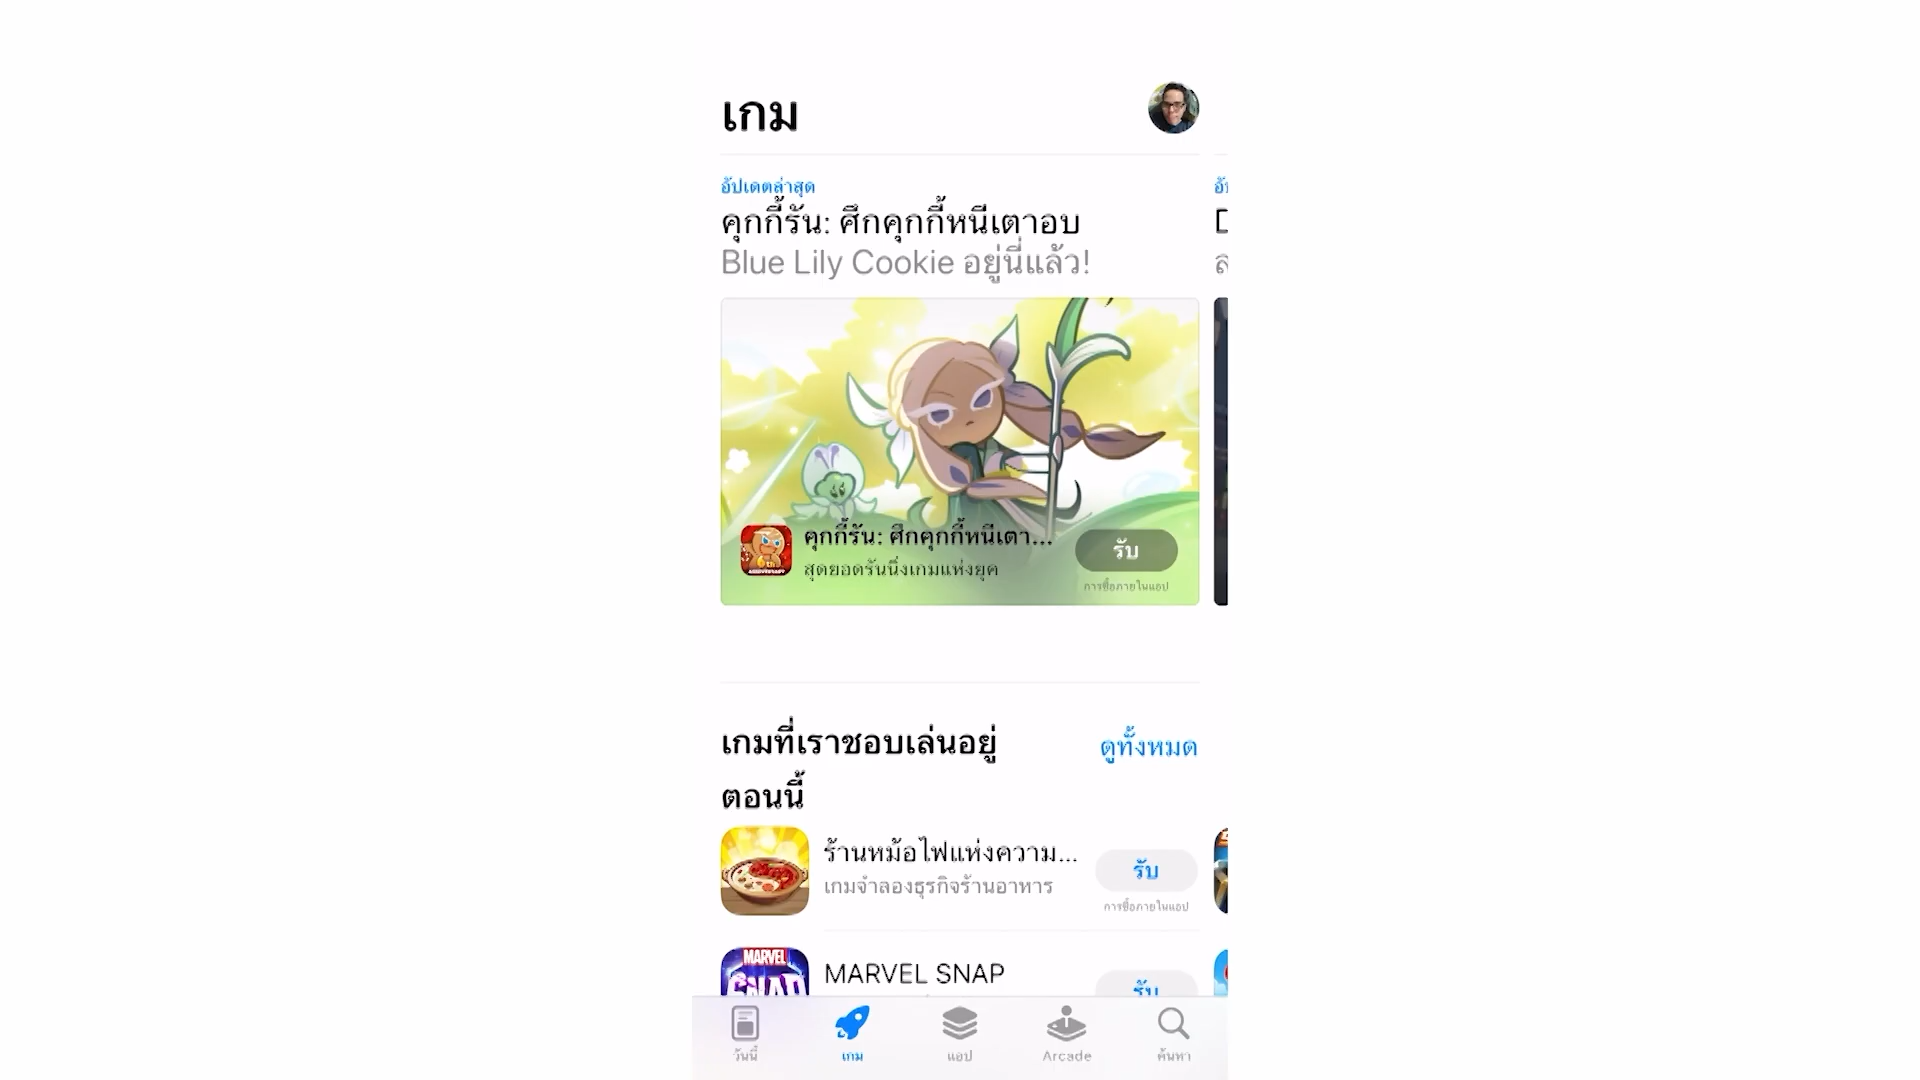 เกม
อัปเดตล่าสุด
คุกกี้รัน: ศึกคุกกี้หนีเตาอบ
Blue Lily Cookie อยู่นี่แล้ว!
คุกกี้รัน: ศึกคุกกี้หนีเตา...
สุดยอดรันนิ่งเกมแห่งยุค
รับ
การซื้อภายในแอป
เกมที่เราชอบเล่นอยู่
ตอนนี้
ดูทั้งหมด
ร้านหม้อไฟแห่งความ...
เกมจำลองธุรกิจร้านอาหาร
รับ
การซื้อภายในแอป
MARVEL
SNAP
MARVEL SNAP
รับ
วันนี้
เกม
แอป
Arcade
ค้นหา